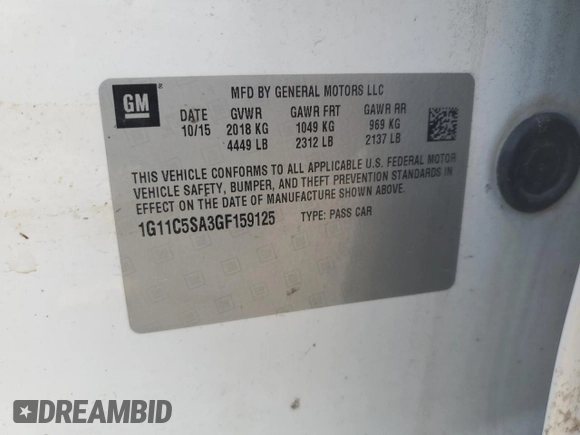 GM
MFD BY GENERAL MOTORS LLC
DATE GVWR GAWR FRT GAWR RR
10/15 2018 KG 1049 KG 969 KG
4449 LB 2312 LB 2137 LB
THIS VEHICLE CONFORMS TO ALL APPLICABLE U.S. FEDERAL MOTOR
VEHICLE SAFETY, BUMPER, AND THEFT PREVENTION STANDARDS IN
EFFECT ON THE DATE OF MANUFACTURE SHOWN ABOVE.
1G11C5SA3GF159125 TYPE: PASS CAR
DREAMBID